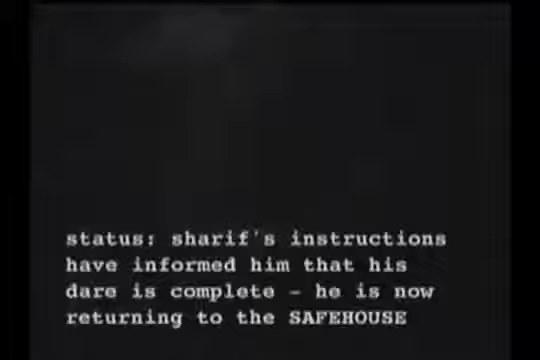 status: sharif's instructions
have informed him that his
dare is complete - he is now
returning to the SAFEHOUSE